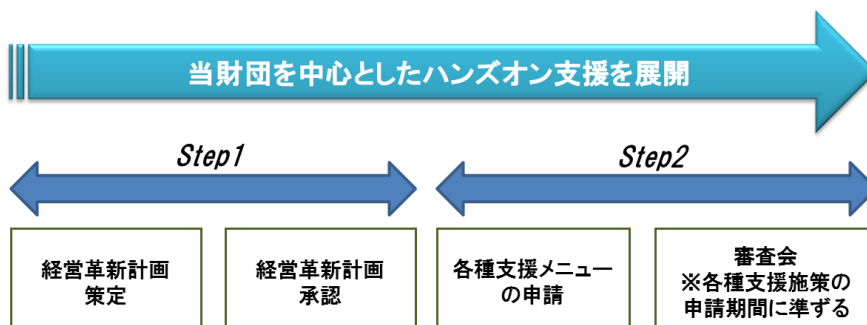 当財団を中心としたハンズオン支援を展開
Step1
Step2
経営革新計画
策定
経営革新計画
承認
各種支援メニュー
の申請
審査会
※各種支援施策の
申請期間に準ずる